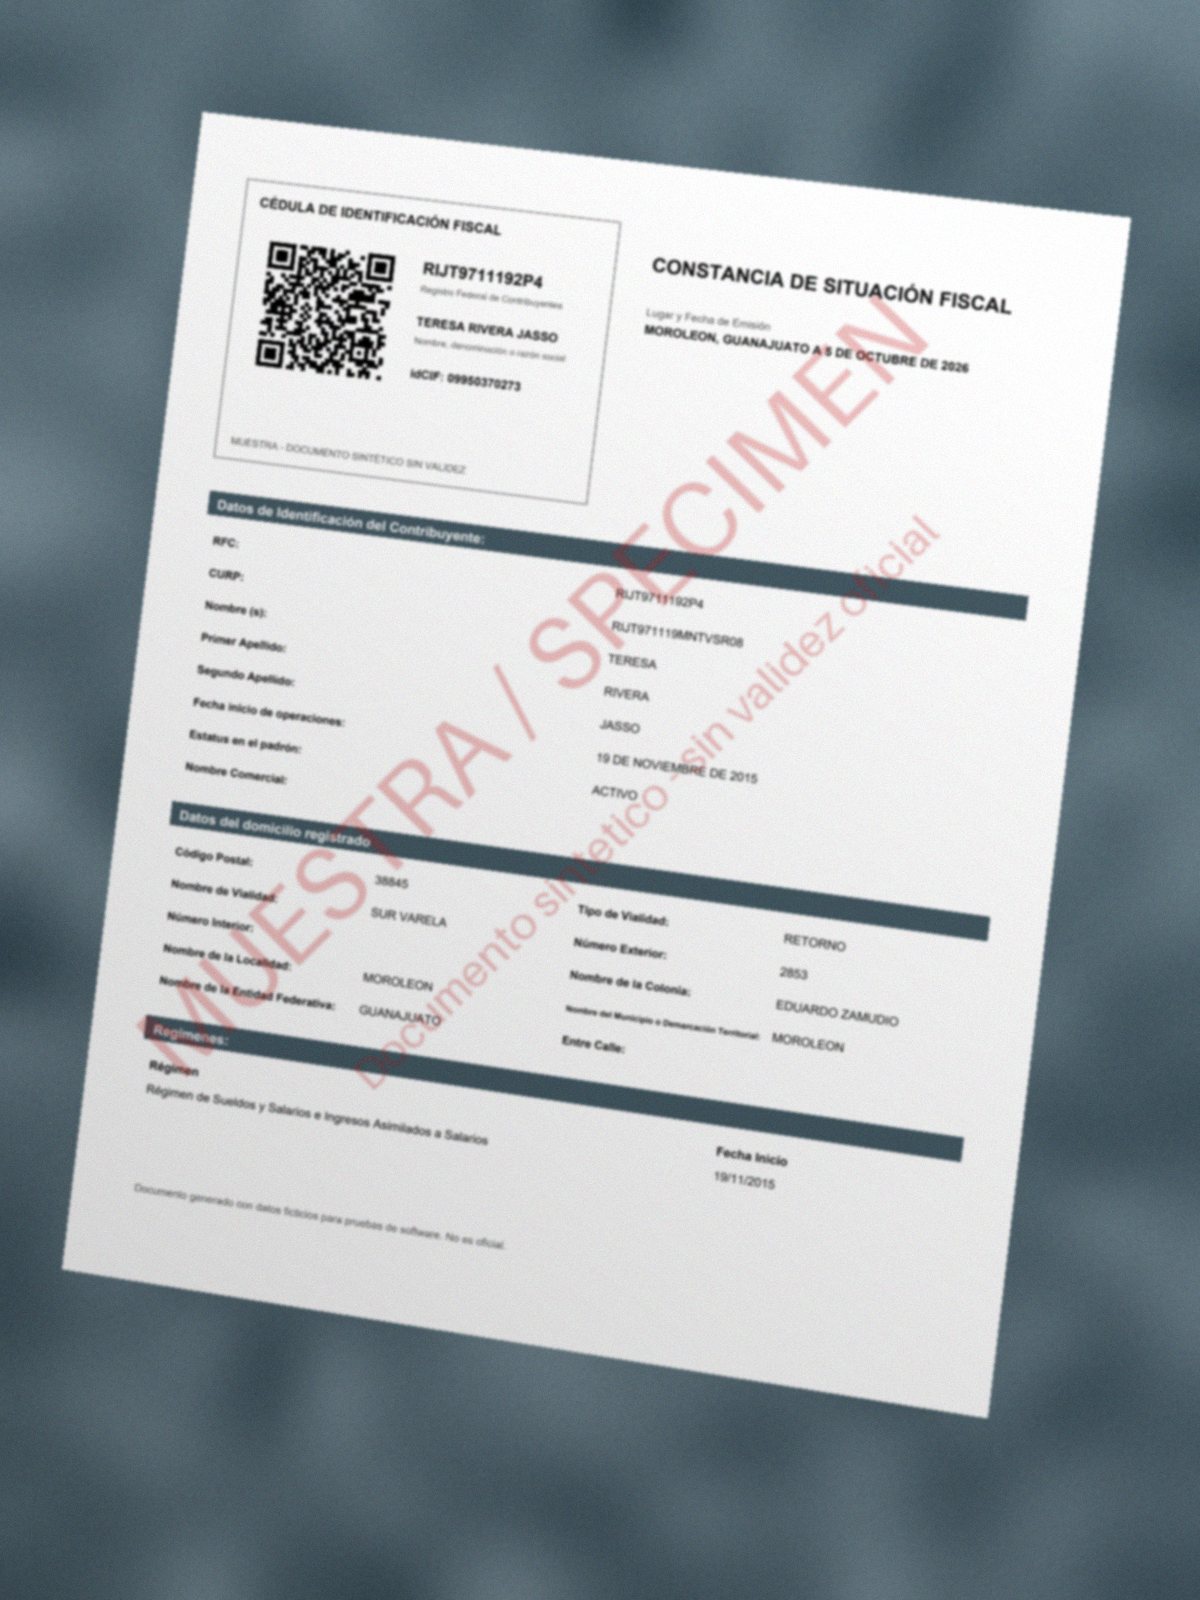 CÉDULA DE IDENTIFICACIÓN FISCAL
RIJT9711192P4
Registro Federal de Contribuyentes
TERESA RIVERA JASSO
Nombre, denominación o razón social
idCIF: 09950370273
MUESTRA - DOCUMENTO SINTÉTICO SIN VALIDEZ
CONSTANCIA DE SITUACIÓN FISCAL
Lugar y Fecha de Emisión
MOROLEON, GUANAJUATO A 5 DE OCTUBRE DE 2026
Datos de Identificación del Contribuyente:
RFC: RIJT9711192P4
CURP: RIJT971119MNTVSR08
Nombre (s): TERESA
Primer Apellido: RIVERA
Segundo Apellido: JASSO
Fecha inicio de operaciones: 19 DE NOVIEMBRE DE 2015
Estatus en el padrón: ACTIVO
Nombre Comercial:
Datos del domicilio registrado
Código Postal: 38845 Tipo de Vialidad: RETORNO
Nombre de Vialidad: SUR VARELA Número Exterior: 2853
Número Interior: Nombre de la Colonia: EDUARDO ZAMUDIO
Nombre de la Localidad: MOROLEON Nombre del Municipio o Demarcación Territorial: MOROLEON
Nombre de la Entidad Federativa: GUANAJUATO Entre Calle:
Regímenes:
Régimen Fecha Inicio
Régimen de Sueldos y Salarios e Ingresos Asimilados a Salarios 19/11/2015
Documento generado con datos ficticios para pruebas de software. No es oficial.
MUESTRA / SPECIMEN
Documento sintetico - sin validez oficial